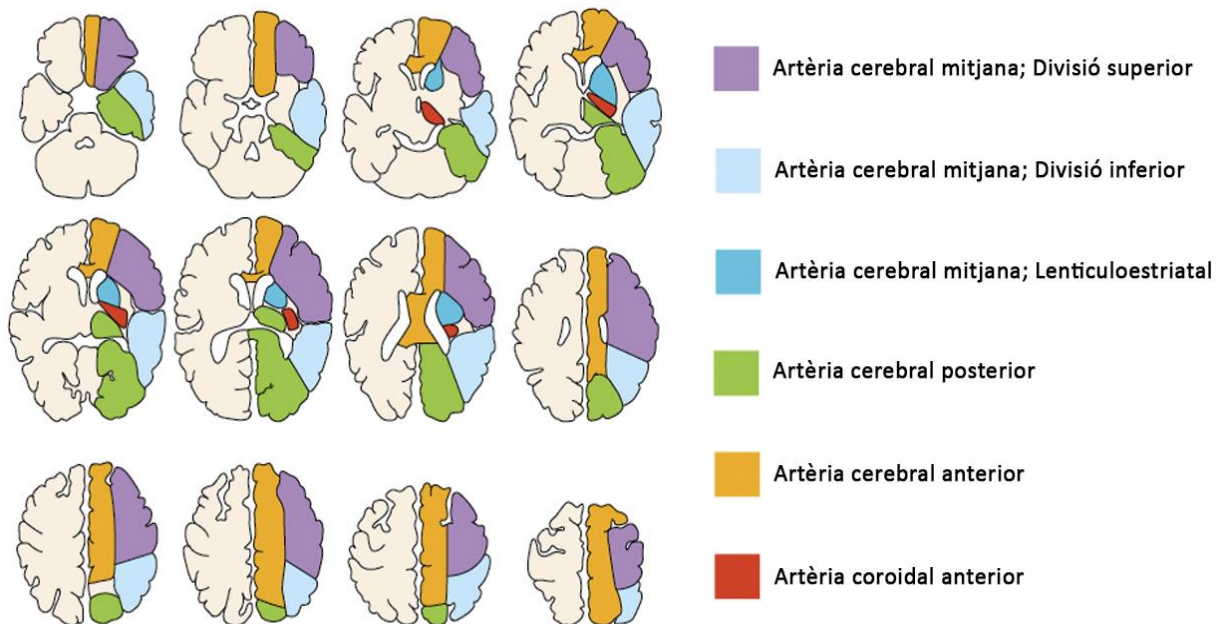 Artèria cerebral mitjana; Divisió superior
Artèria cerebral mitjana; Divisió inferior
Artèria cerebral mitjana; Lenticuloestriatal
Artèria cerebral posterior
Artèria cerebral anterior
Artèria coroidal anterior